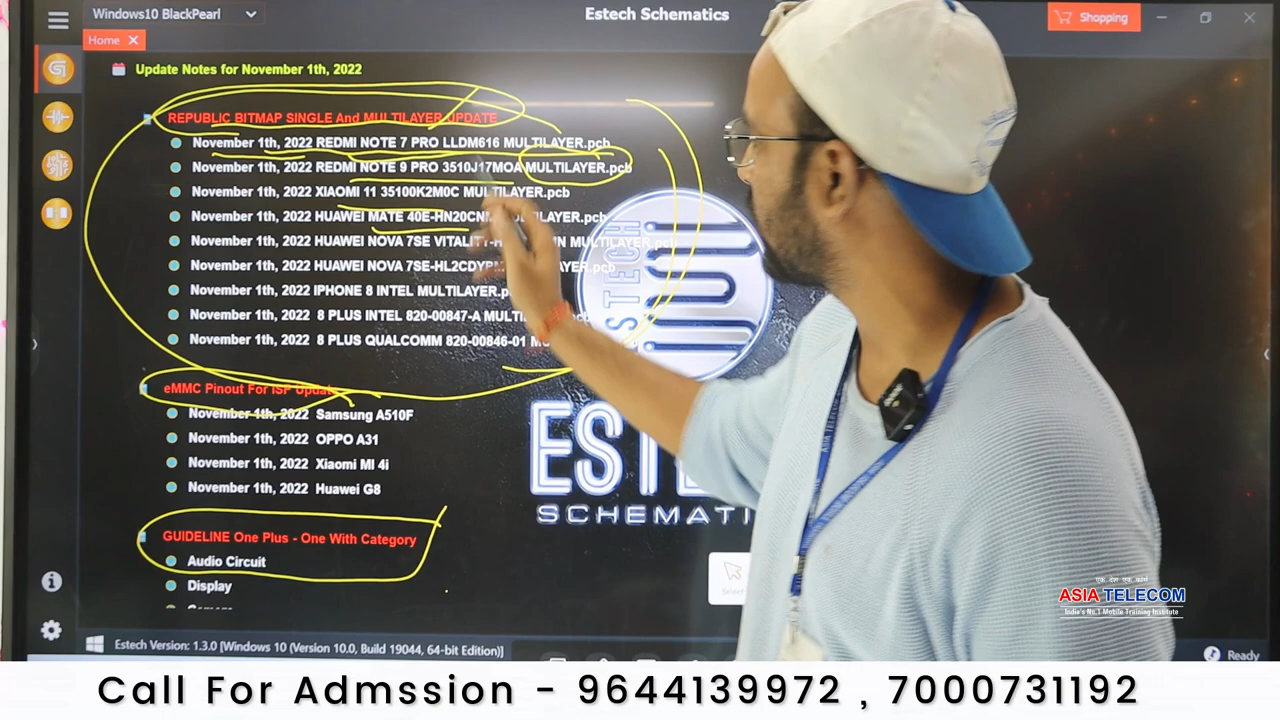 Windows10 BlackPearl
Estech Schematics
Shopping
Home
Update Notes for November 1th, 2022
REPUBLIC BITMAP SINGLE And MULTILAYER UPDATE
November 1th, 2022 REDMI NOTE 7 PRO LLDM616 MULTILAYER.pcb
November 1th, 2022 REDMI NOTE 9 PRO 3510J17MOA MULTILAYER.pcb
November 1th, 2022 XIAOMI 11 35100K2M0C MULTILAYER.pcb
November 1th, 2022 HUAWEI MATE 40E-HN20CNM
November 1th, 2022 HUAWEI NOVA 7SE VITALITY- MULTILAYER.pcb
November 1th, 2022 HUAWEI NOVA 7SE-
November 1th, 2022 IPHONE 8 INTEL MULTILAYER.p
November 1th, 2022 8 PLUS INTEL 820-00847-A MULTI
November 1th, 2022 8 PLUS QUALCOMM 820-00846-01
eMMC Pinout For ISP Update
November 1th, 2022 Samsung A510F
November 1th, 2022 OPPO A31
November 1th, 2022 Xiaomi MI 4i
November 1th, 2022 Huawei G8
GUIDELINE One Plus - One With Category
Audio Circuit
Display
ESTECH
ESTE
SCHEMATI
ASIA TELECOM
एक देश एक काम
ASIA TELECOM
India's No.1 Mobile Training Institute
Estech Version: 1.3.0 [Windows 10 (Version 10.0, Build 19044, 64-bit Edition)]
Ready
Call For Admssion - 9644139972 , 7000731192